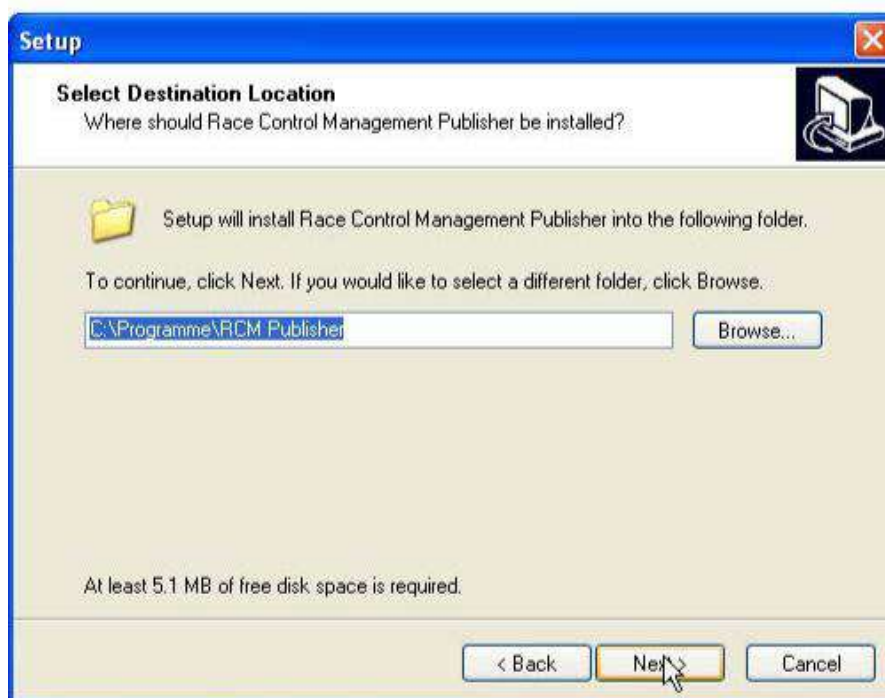 Setup
Select Destination Location
Where should Race Control Management Publisher be installed?
Setup will install Race Control Management Publisher into the following folder.
To continue, click Next. If you would like to select a different folder, click Browse.
C:\Programme\RCM Publisher
Browse...
At least 5.1 MB of free disk space is required.
< Back
Next >
Cancel